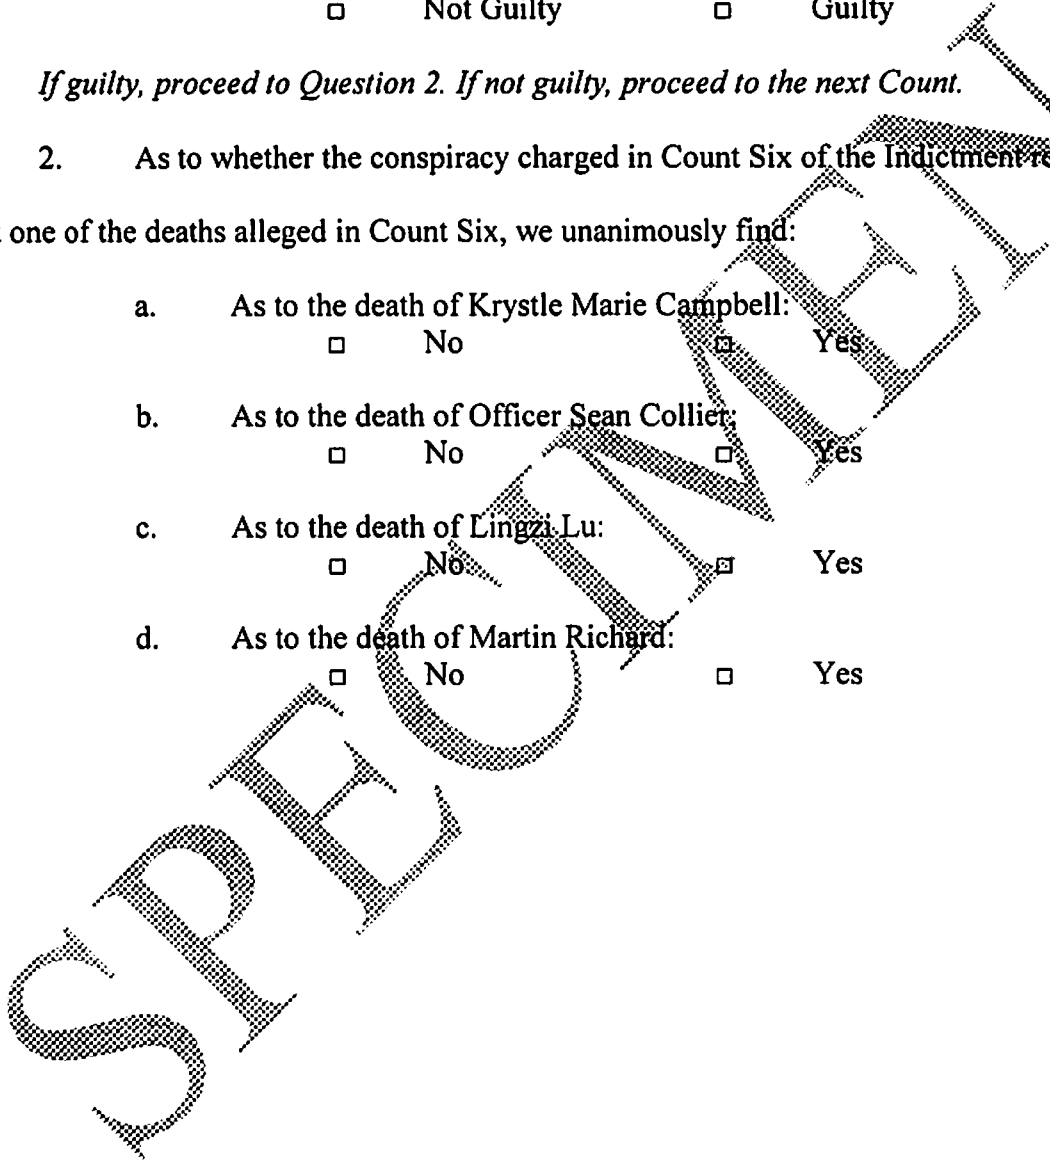 □ Not Guilty □ Guilty
If guilty, proceed to Question 2. If not guilty, proceed to the next Count.
2. As to whether the conspiracy charged in Count Six of the Indictment re
one of the deaths alleged in Count Six, we unanimously find:
a. As to the death of Krystle Marie Campbell:
□ No □ Yes
b. As to the death of Officer Sean Collier:
□ No □ Yes
c. As to the death of Lingzi Lu:
□ No □ Yes
d. As to the death of Martin Richard:
□ No □ Yes
SPECIMEN